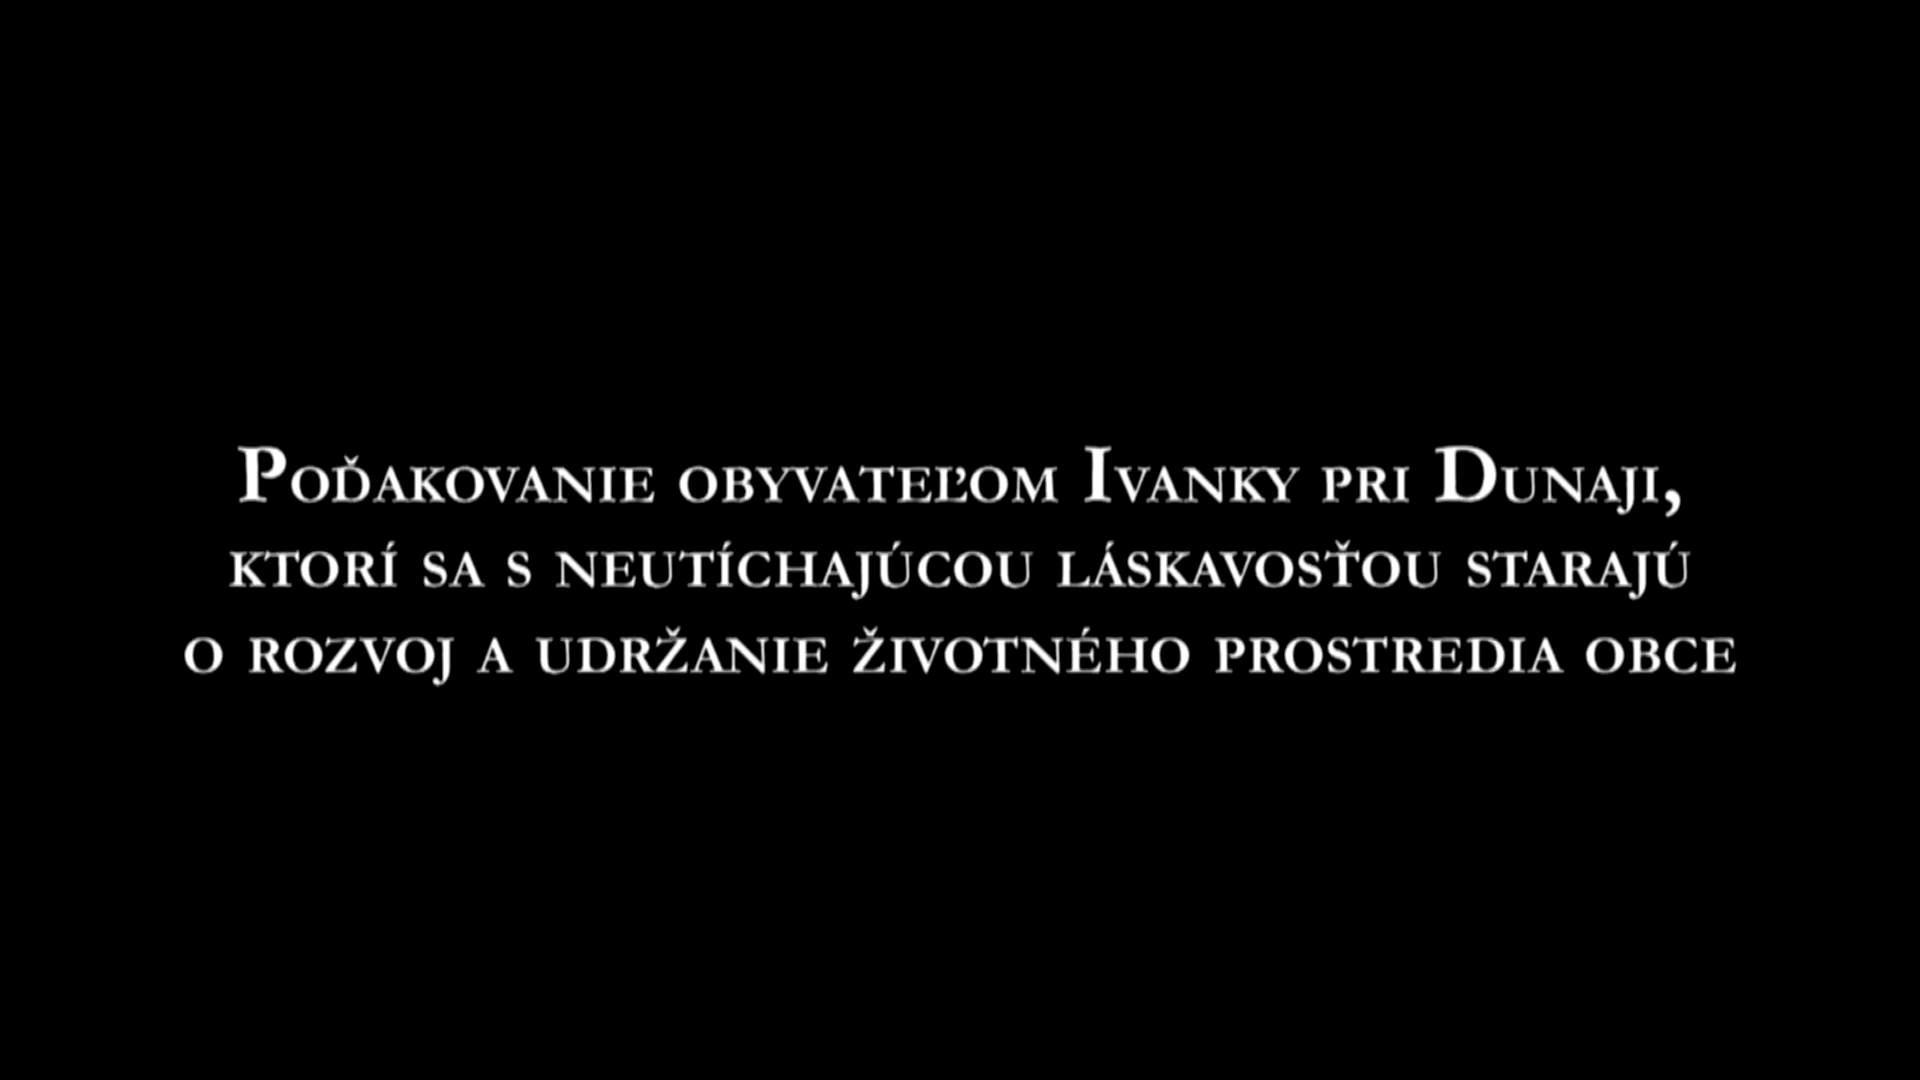 Poďakovanie obyvateľom Ivanky pri Dunaji,
ktorí sa s neutíchajúcou láskavosťou starajú
o rozvoj a udržanie životného prostredia obce